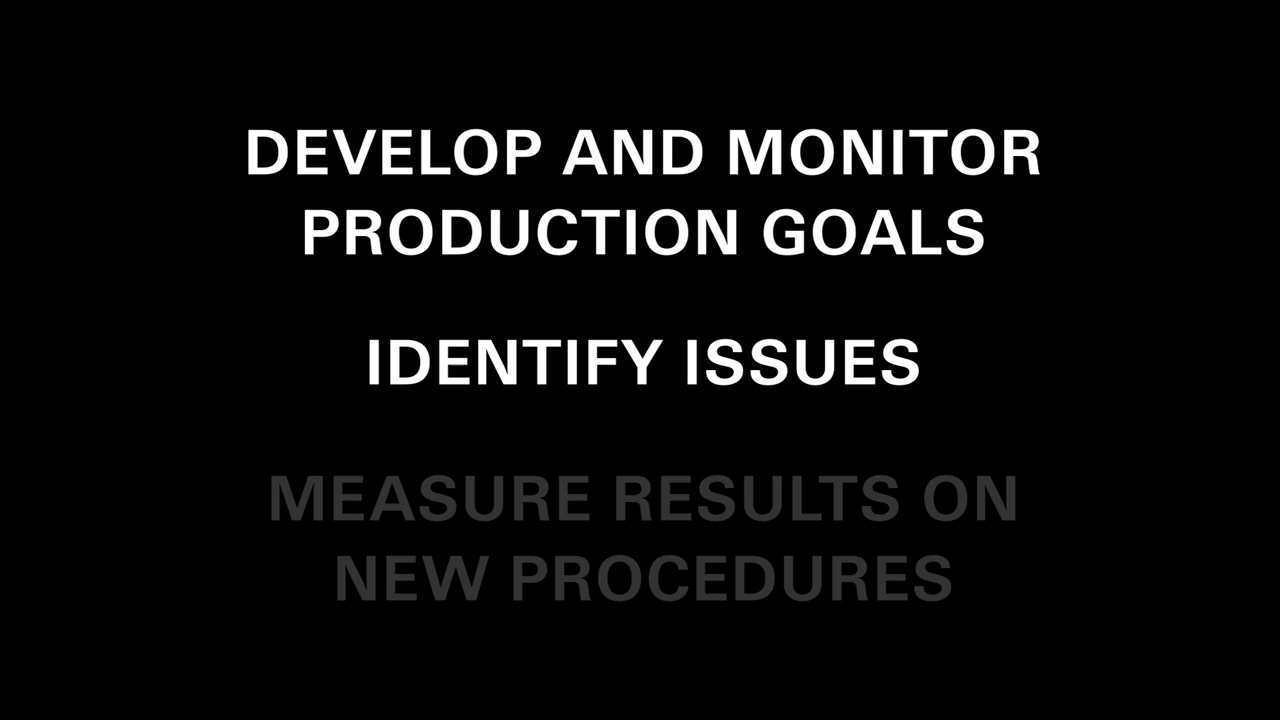 DEVELOP AND MONITOR
PRODUCTION GOALS
IDENTIFY ISSUES
MEASURE RESULTS ON
NEW PROCEDURES